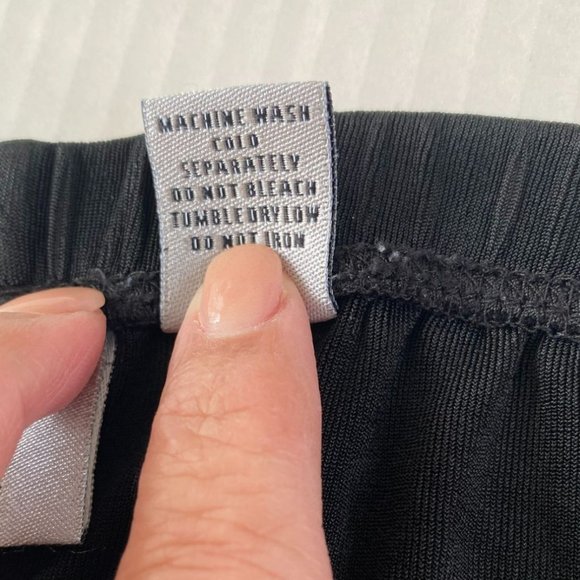 MACHINE WASH
COLD
SEPARATELY
DO NOT BLEACH
TUMBLE DRY LOW
DO NOT IRON